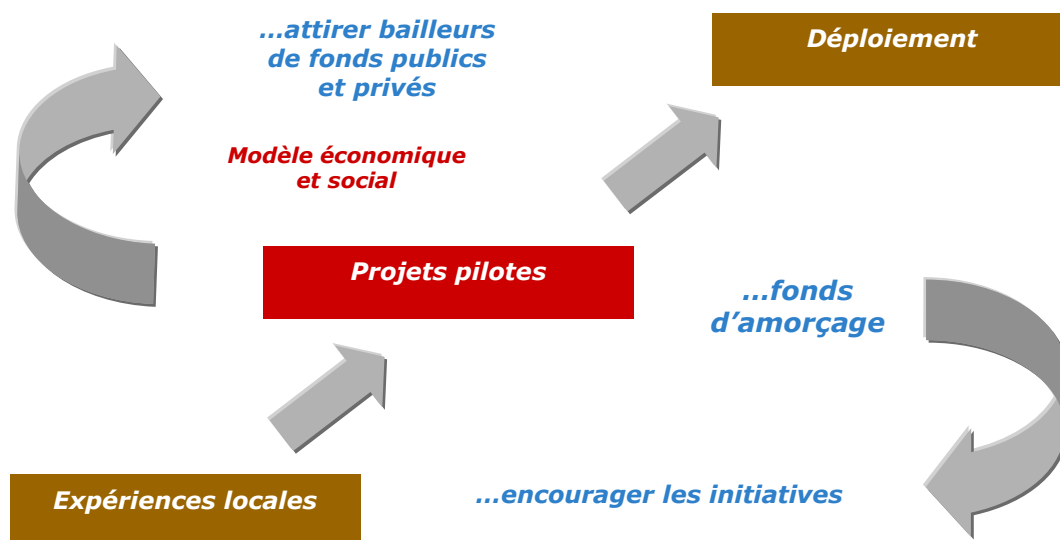 …attirer bailleurs
de fonds publics
et privés
Déploiement
Modèle économique
et social
Projets pilotes
…fonds
d’amorçage
Expériences locales
…encourager les initiatives